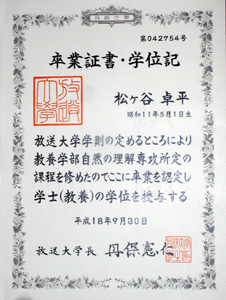 第042754号
卒業証書・学位記
松ヶ谷 卓平
昭和11年5月1日生
放送大学学則の定めるところにより
教養学部自然の理解専攻所定の
課程を修めたのでここに卒業を認定し
学士(教養)の学位を授与する
平成18年9月30日
放送大学長 丹保憲仁